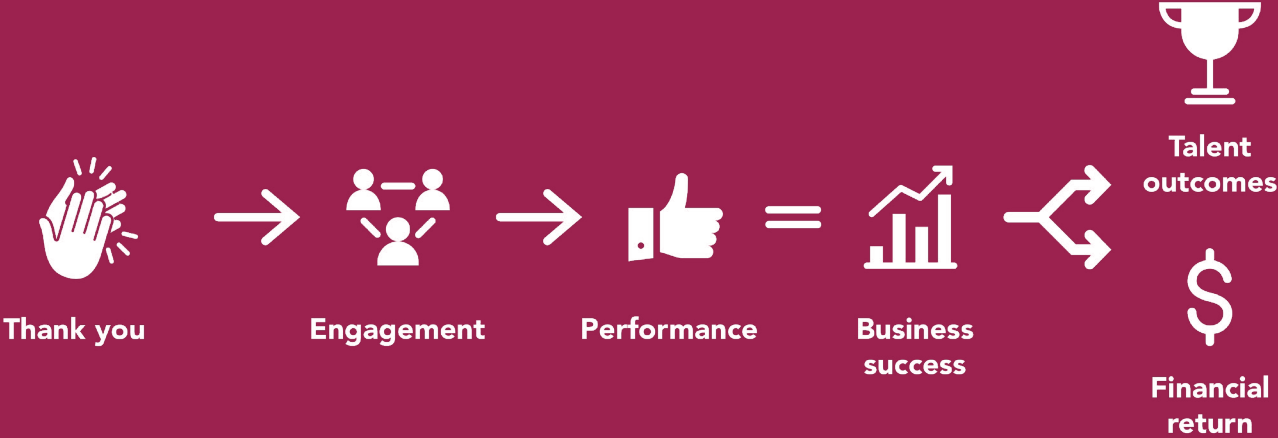 Thank you
Engagement
Performance
Business
success
Talent
outcomes
Financial
return